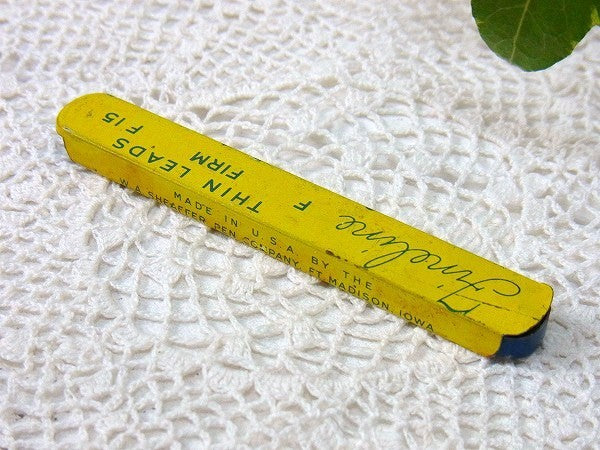 Fineline
F
THIN LEADS
FIRM F15
MADE IN U.S.A. BY THE
W.A. SHEAFFER PEN COMPANY, FT. MADISON, IOWA